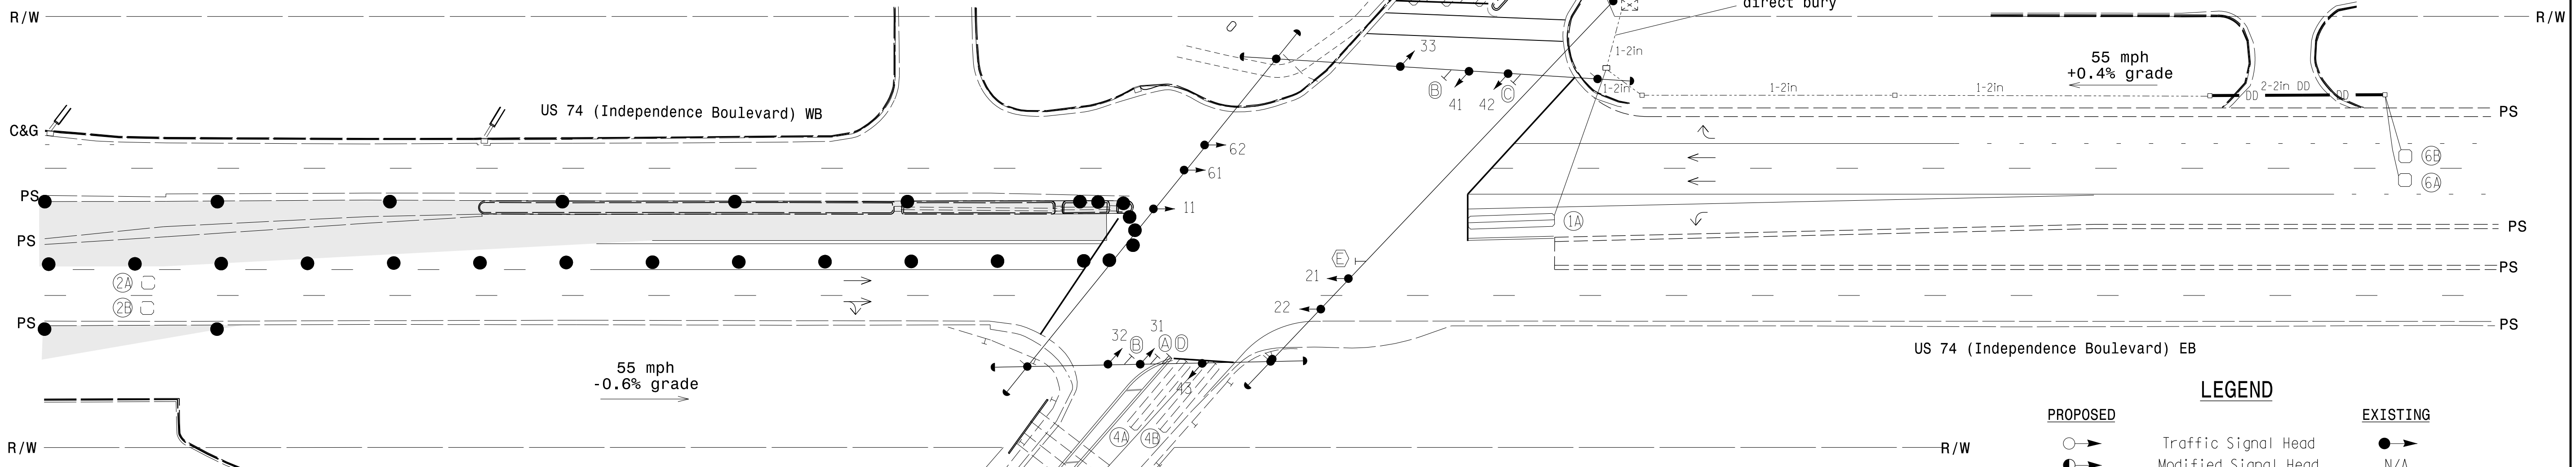 R/W
direct bury
R/W
33
1-2in
55 mph
+0.4% grade
B
41
42
C
1-2in
1-2in
1-2in
DD
2-2in DD
DD
US 74 (Independence Boulevard) WB
PS
C&G
62
6B
61
6A
PS
11
1A
PS
PS
E
PS
21
2A
2B
22
PS
PS
32
B
31
A
D
US 74 (Independence Boulevard) EB
55 mph
-0.6% grade
43
LEGEND
PROPOSED
EXISTING
4A
4B
R/W
R/W
Traffic Signal Head
Modified Signal Head
N/A